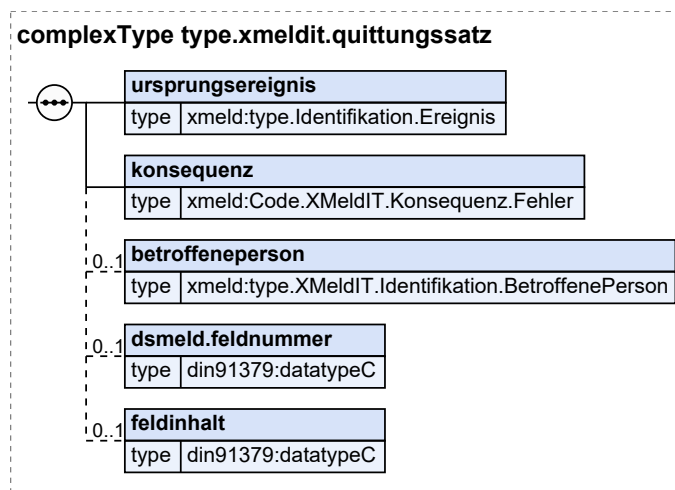 complexType type.xmeldit.quittungssatz
ursprungsereignis
type xmeld:type.Identifikation.Ereignis
konsequenz
type xmeld:Code.XMeldIT.Konsequenz.Fehler
0..1 betroffeneperson
type xmeld:type.XMeldIT.Identifikation.BetroffenePerson
0..1 dsmeld.feldnummer
type din91379:datatypeC
0..1 feldinhalt
type din91379:datatypeC